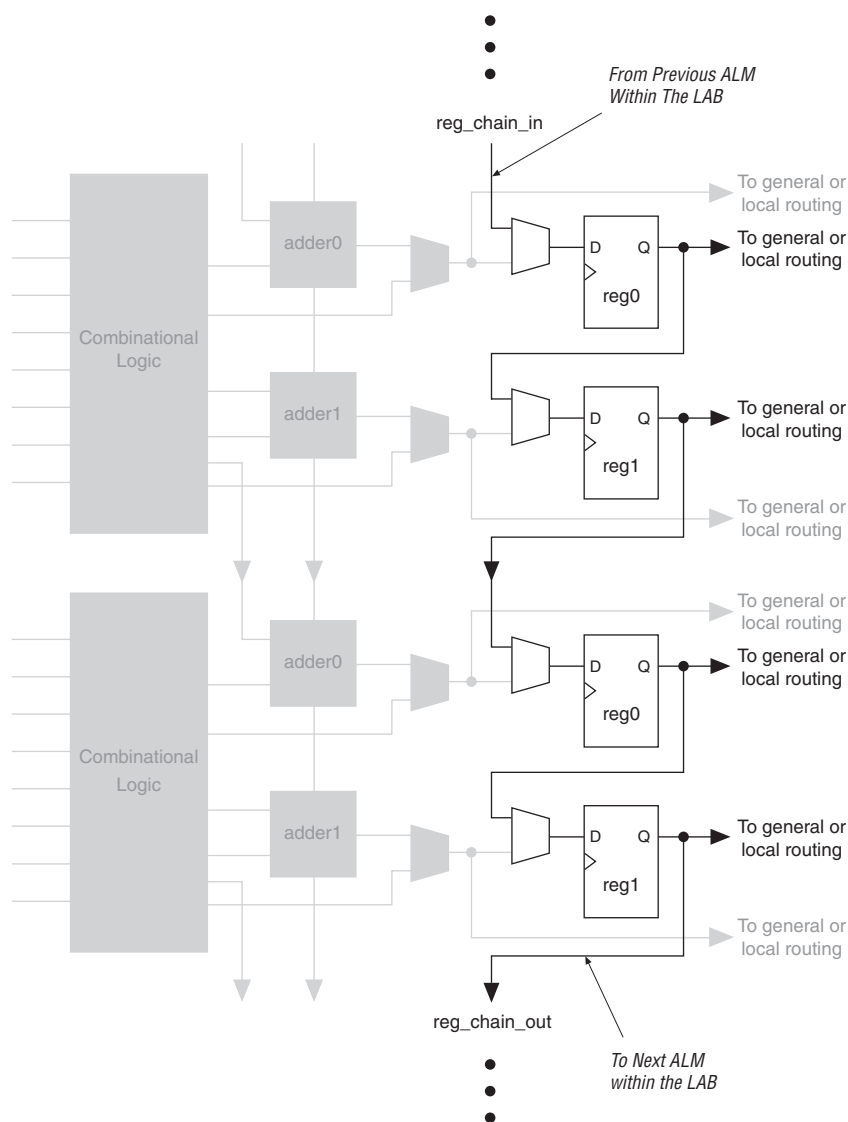 From Previous ALM
Within The LAB
reg_chain_in
To general or
local routing
adder0
D Q
To general or
local routing
reg0
Combinational
Logic
adder1
D Q
To general or
local routing
reg1
To general or
local routing
To general or
local routing
adder0
D Q
To general or
local routing
reg0
Combinational
Logic
adder1
D Q
To general or
local routing
reg1
To general or
local routing
reg_chain_out
To Next ALM
within the LAB